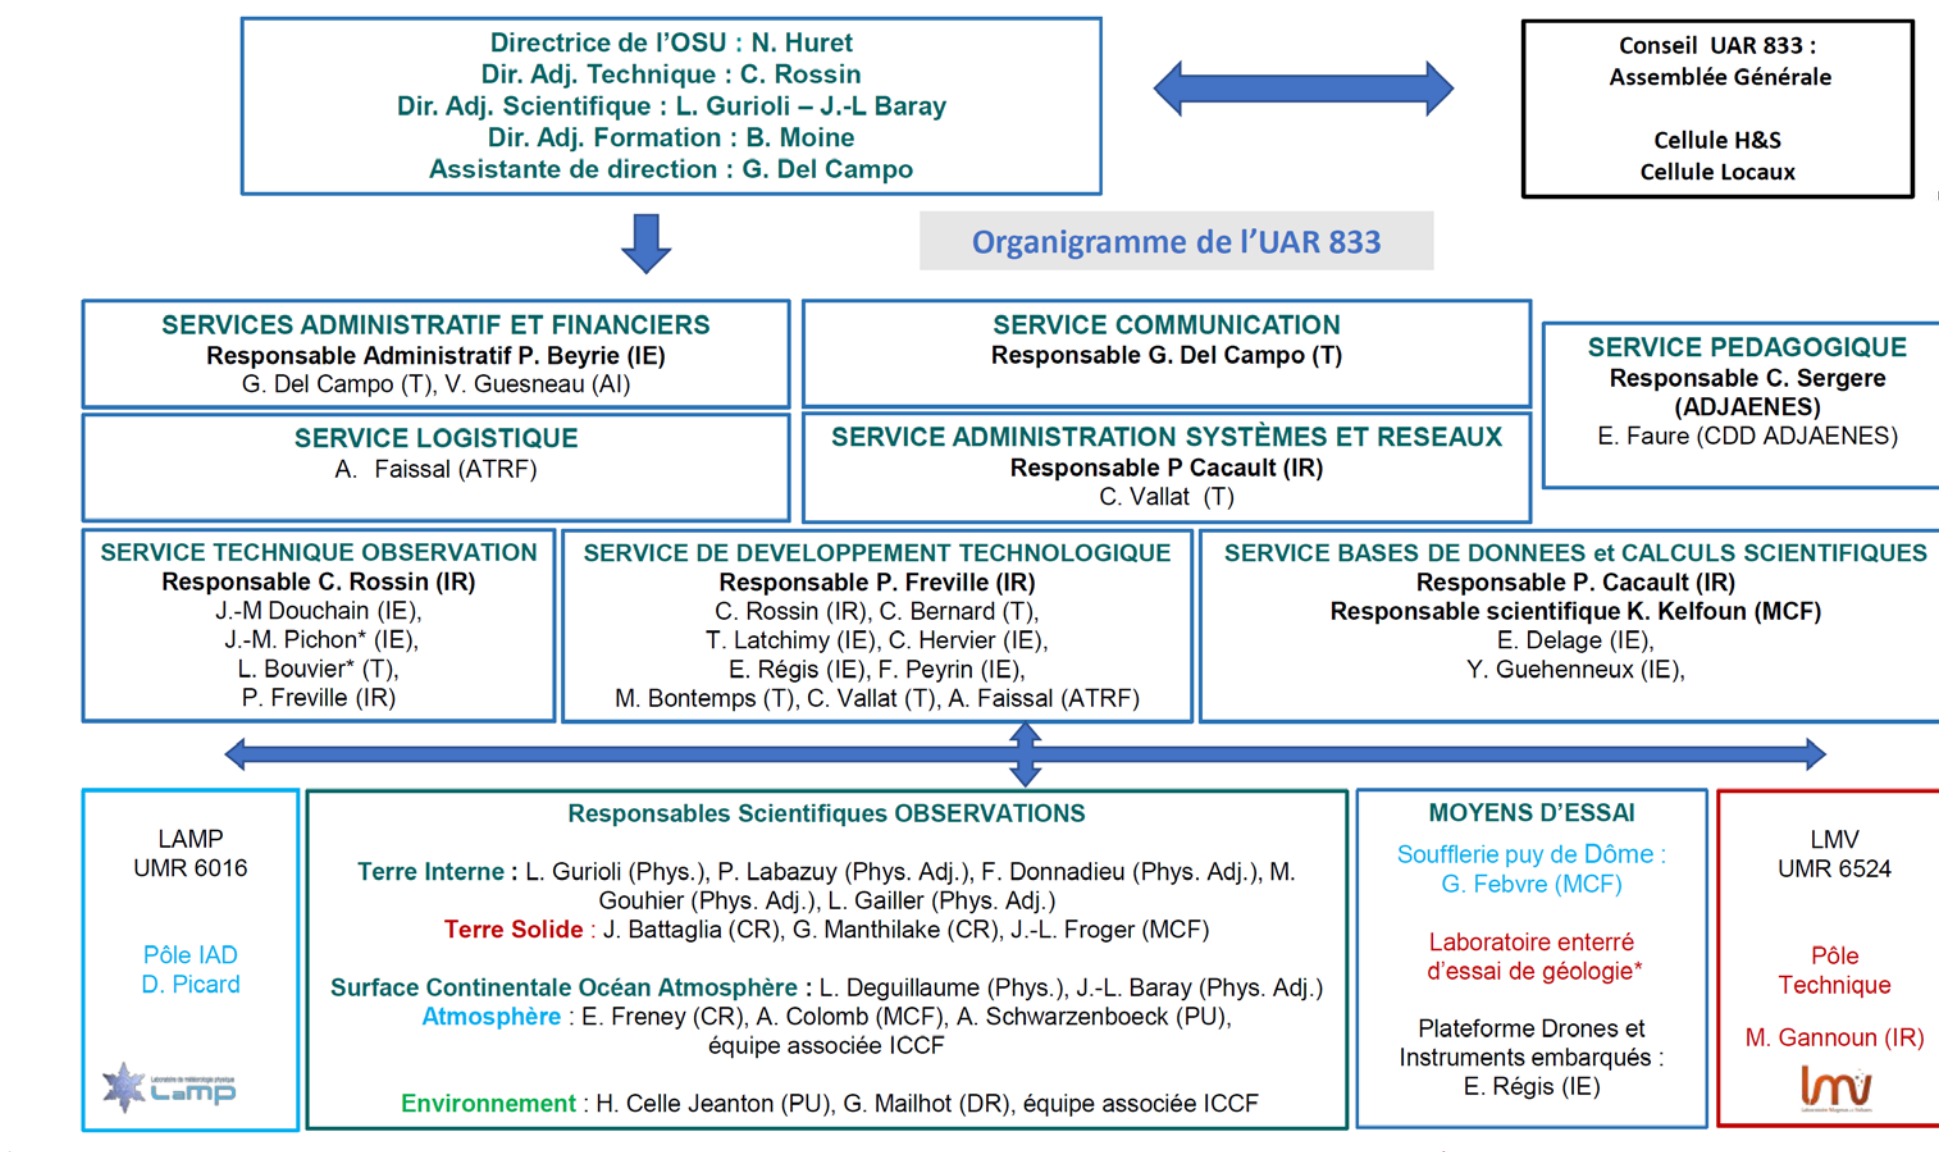 Directrice de l'OSU : N. Huret
Dir. Adj. Technique : C. Rossin
Dir. Adj. Scientifique : L. Gurioli – J.-L Baray
Dir. Adj. Formation : B. Moine
Assistante de direction : G. Del Campo
Conseil UAR 833 :
Assemblée Générale
Cellule H&S
Cellule Locaux
Organigramme de l'UAR 833
SERVICES ADMINISTRATIF ET FINANCIERS
Responsable Administratif P. Beyrie (IE)
G. Del Campo (T), V. Guesneau (AI)
SERVICE COMMUNICATION
Responsable G. Del Campo (T)
SERVICE PEDAGOGIQUE
Responsable C. Sergere
(ADJAENES)
E. Faure (CDD ADJAENES)
SERVICE LOGISTIQUE
A. Faissal (ATRF)
SERVICE ADMINISTRATION SYSTÈMES ET RESEAUX
Responsable P Cacault (IR)
C. Vallat (T)
SERVICE TECHNIQUE OBSERVATION
Responsable C. Rossin (IR)
J.-M Douchain (IE),
J.-M. Pichon* (IE),
L. Bouvier* (T),
P. Freville (IR)
SERVICE DE DEVELOPPEMENT TECHNOLOGIQUE
Responsable P. Freville (IR)
C. Rossin (IR), C. Bernard (T),
T. Latchimy (IE), C. Hervier (IE),
E. Régis (IE), F. Peyrin (IE),
M. Bontemps (T), C. Vallat (T), A. Faissal (ATRF)
SERVICE BASES DE DONNEES et CALCULS SCIENTIFIQUES
Responsable P. Cacault (IR)
Responsable scientifique K. Kelfoun (MCF)
E. Delage (IE),
Y. Guehenneux (IE),
LAMP
UMR 6016
Pôle IAD
D. Picard
Laboratoire de météorologie physique
LaMP
Responsables Scientifiques OBSERVATIONS
Terre Interne : L. Gurioli (Phys.), P. Labazuy (Phys. Adj.), F. Donnadieu (Phys. Adj.), M.
Gouhier (Phys. Adj.), L. Gailler (Phys. Adj.)
Terre Solide : J. Battaglia (CR), G. Manthilake (CR), J.-L. Froger (MCF)
Surface Continentale Océan Atmosphère : L. Deguillaume (Phys.), J.-L. Baray (Phys. Adj.)
Atmosphère : E. Freney (CR), A. Colomb (MCF), A. Schwarzenboeck (PU),
équipe associée ICCF
Environnement : H. Celle Jeanton (PU), G. Mailhot (DR), équipe associée ICCF
MOYENS D'ESSAI
Soufflerie puy de Dôme :
G. Febvre (MCF)
Laboratoire enterré
d'essai de géologie*
Plateforme Drones et
Instruments embarqués :
E. Régis (IE)
LMV
UMR 6524
Pôle
Technique
M. Gannoun (IR)
lmv
Laboratoire Magmas et Volcans